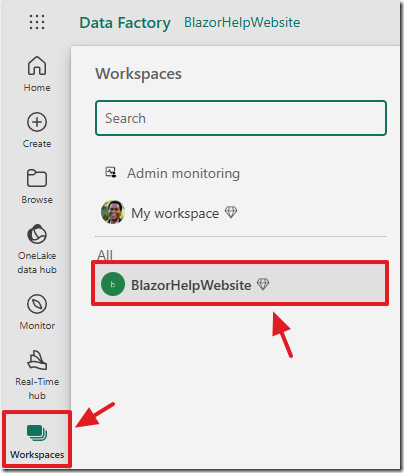 Data Factory BlazorHelpWebsite
Home
Create
Browse
OneLake
data hub
Monitor
Real-Time
hub
Workspaces
Workspaces
Search
Admin monitoring
My workspace
All
b
BlazorHelpWebsite